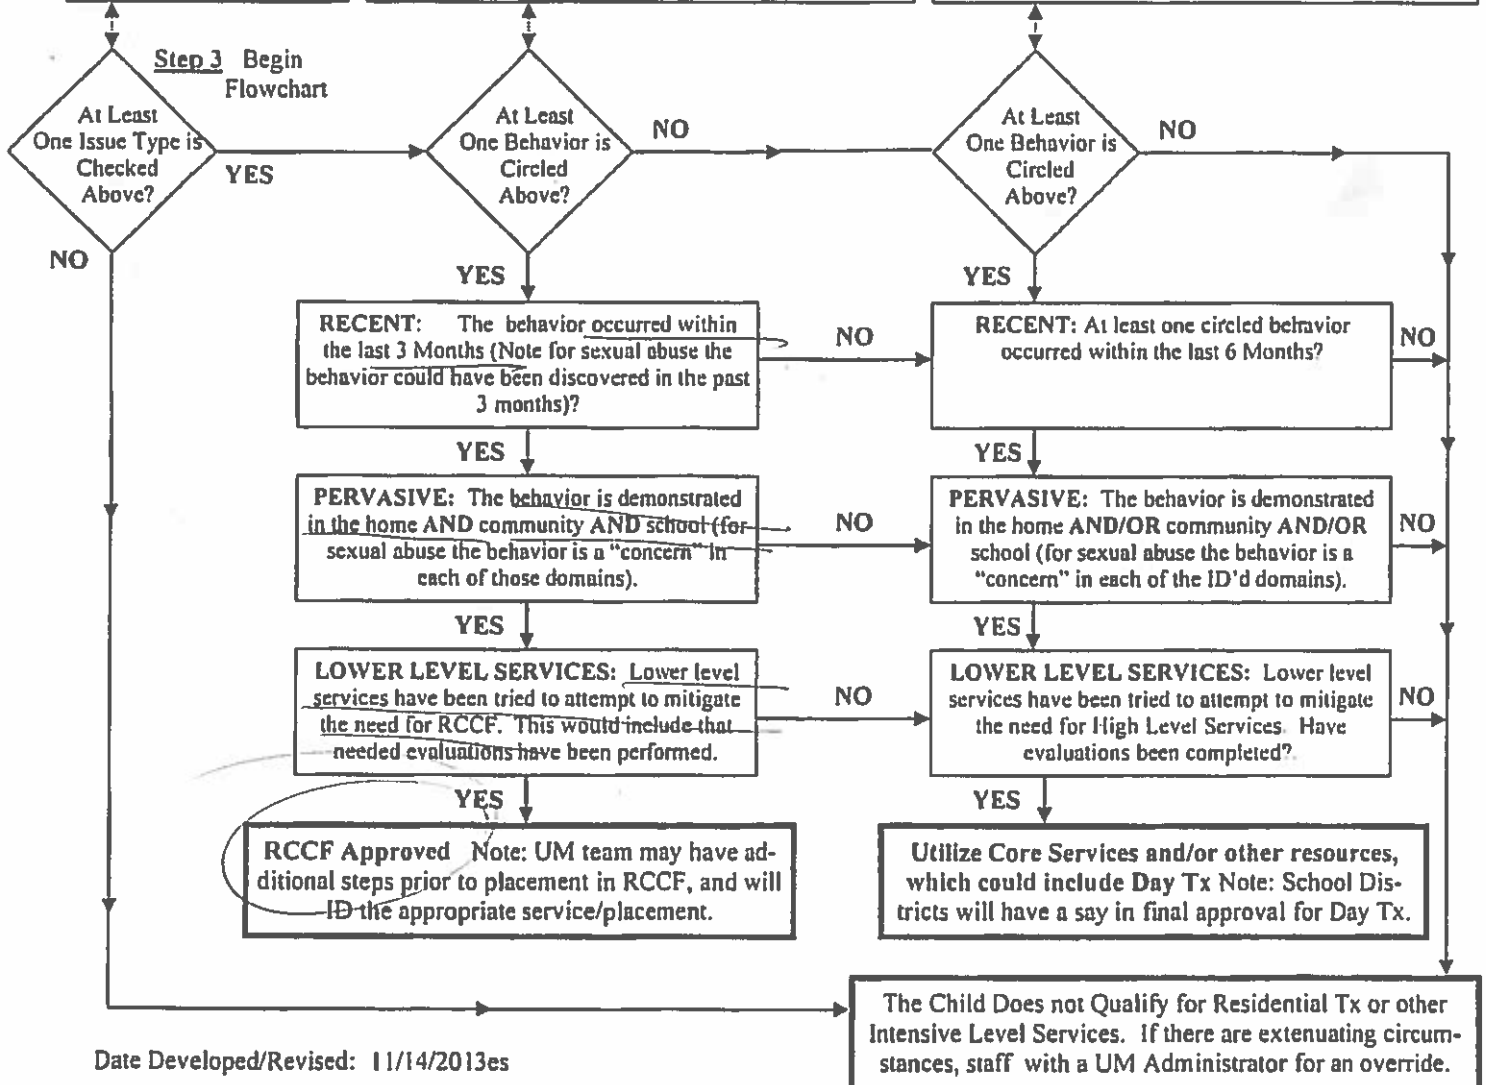 Step 3 Begin
Flowchart
At Least
One Issue Type is
Checked
Above?
YES
NO
At Least
One Behavior is
Circled
Above?
NO
YES
At Least
One Behavior is
Circled
Above?
NO
YES
RECENT: The behavior occurred within
the last 3 Months (Note for sexual abuse the
behavior could have been discovered in the past
3 months)?
NO
YES
RECENT: At least one circled behavior
occurred within the last 6 Months?
NO
YES
PERVASIVE: The behavior is demonstrated
in the home AND community AND school (for
sexual abuse the behavior is a "concern" in
each of those domains).
NO
YES
PERVASIVE: The behavior is demonstrated
in the home AND/OR community AND/OR
school (for sexual abuse the behavior is a
"concern" in each of the ID'd domains).
NO
YES
LOWER LEVEL SERVICES: Lower level
services have been tried to attempt to mitigate
the need for RCCF. This would include that
needed evaluations have been performed.
NO
YES
LOWER LEVEL SERVICES: Lower level
services have been tried to attempt to mitigate
the need for High Level Services. Have
evaluations been completed?
NO
YES
RCCF Approved Note: UM team may have ad-
ditional steps prior to placement in RCCF, and will
ID the appropriate service/placement.
Utilize Core Services and/or other resources,
which could include Day Tx Note: School Dis-
tricts will have a say in final approval for Day Tx.
The Child Does not Qualify for Residential Tx or other
Intensive Level Services. If there are extenuating circum-
stances, staff with a UM Administrator for an override.
Date Developed/Revised: 11/14/2013es